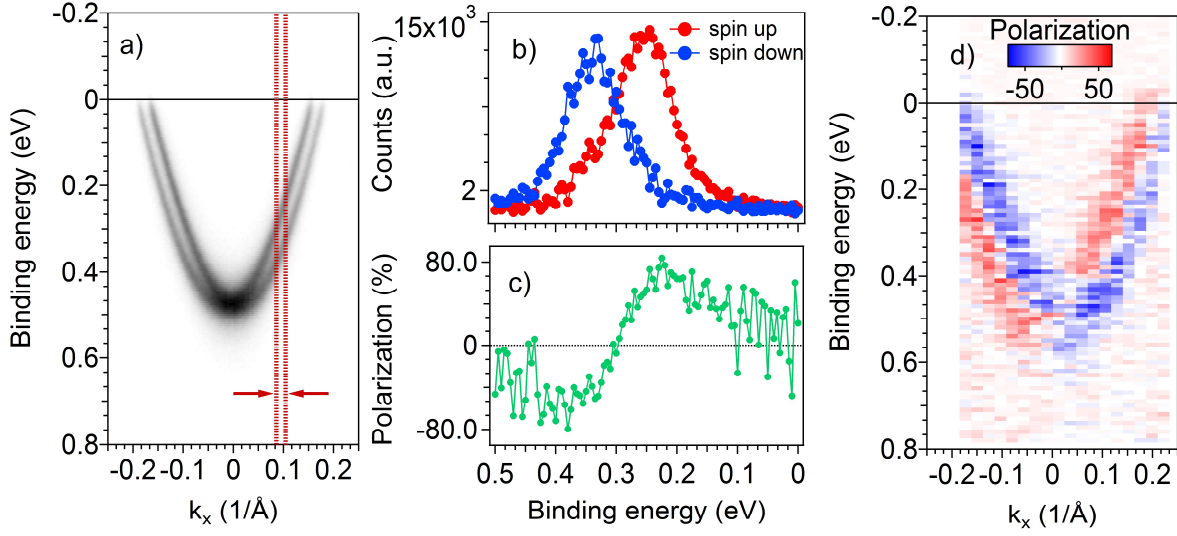 a)
-0.2
0
0.2
0.4
0.6
0.8
Binding energy (eV)
-0.2 -0.1 0 0.1 0.2
kx (1/Å)
b)
15x10³
2
Counts (a.u.)
spin up
spin down
c)
80.0
0
-80.0
Polarization (%)
0.5 0.4 0.3 0.2 0.1 0
Binding energy (eV)
d)
Polarization
-50 50
-0.2
0
0.2
0.4
0.6
0.8
Binding energy (eV)
-0.2 -0.1 0 0.1 0.2
kx (1/Å)